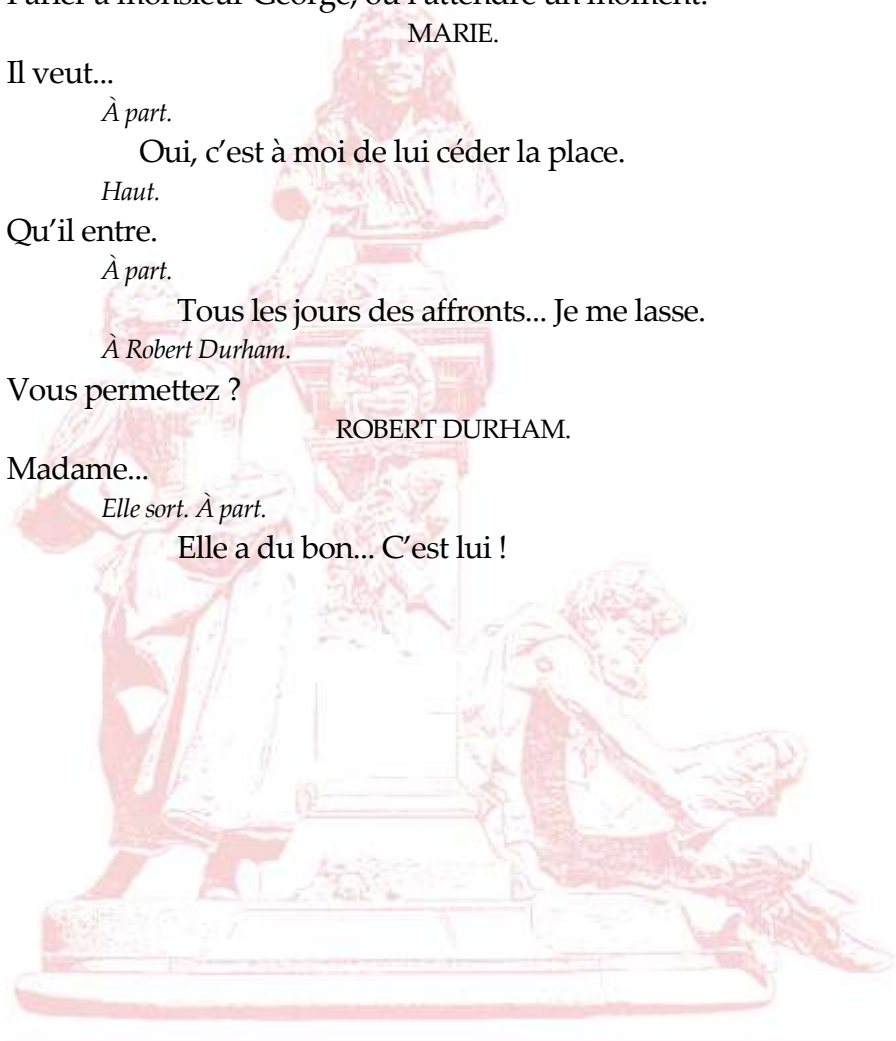 Parler à monsieur George, ou l'attendre un moment.
MARIE.
Il veut...
À part.
Oui, c’est à moi de lui céder la place.
Haut.
Qu’il entre.
À part.
Tous les jours des affronts... Je me lasse.
À Robert Durham.
Vous permettez ?
ROBERT DURHAM.
Madame...
Elle sort. À part.
Elle a du bon... C’est lui !